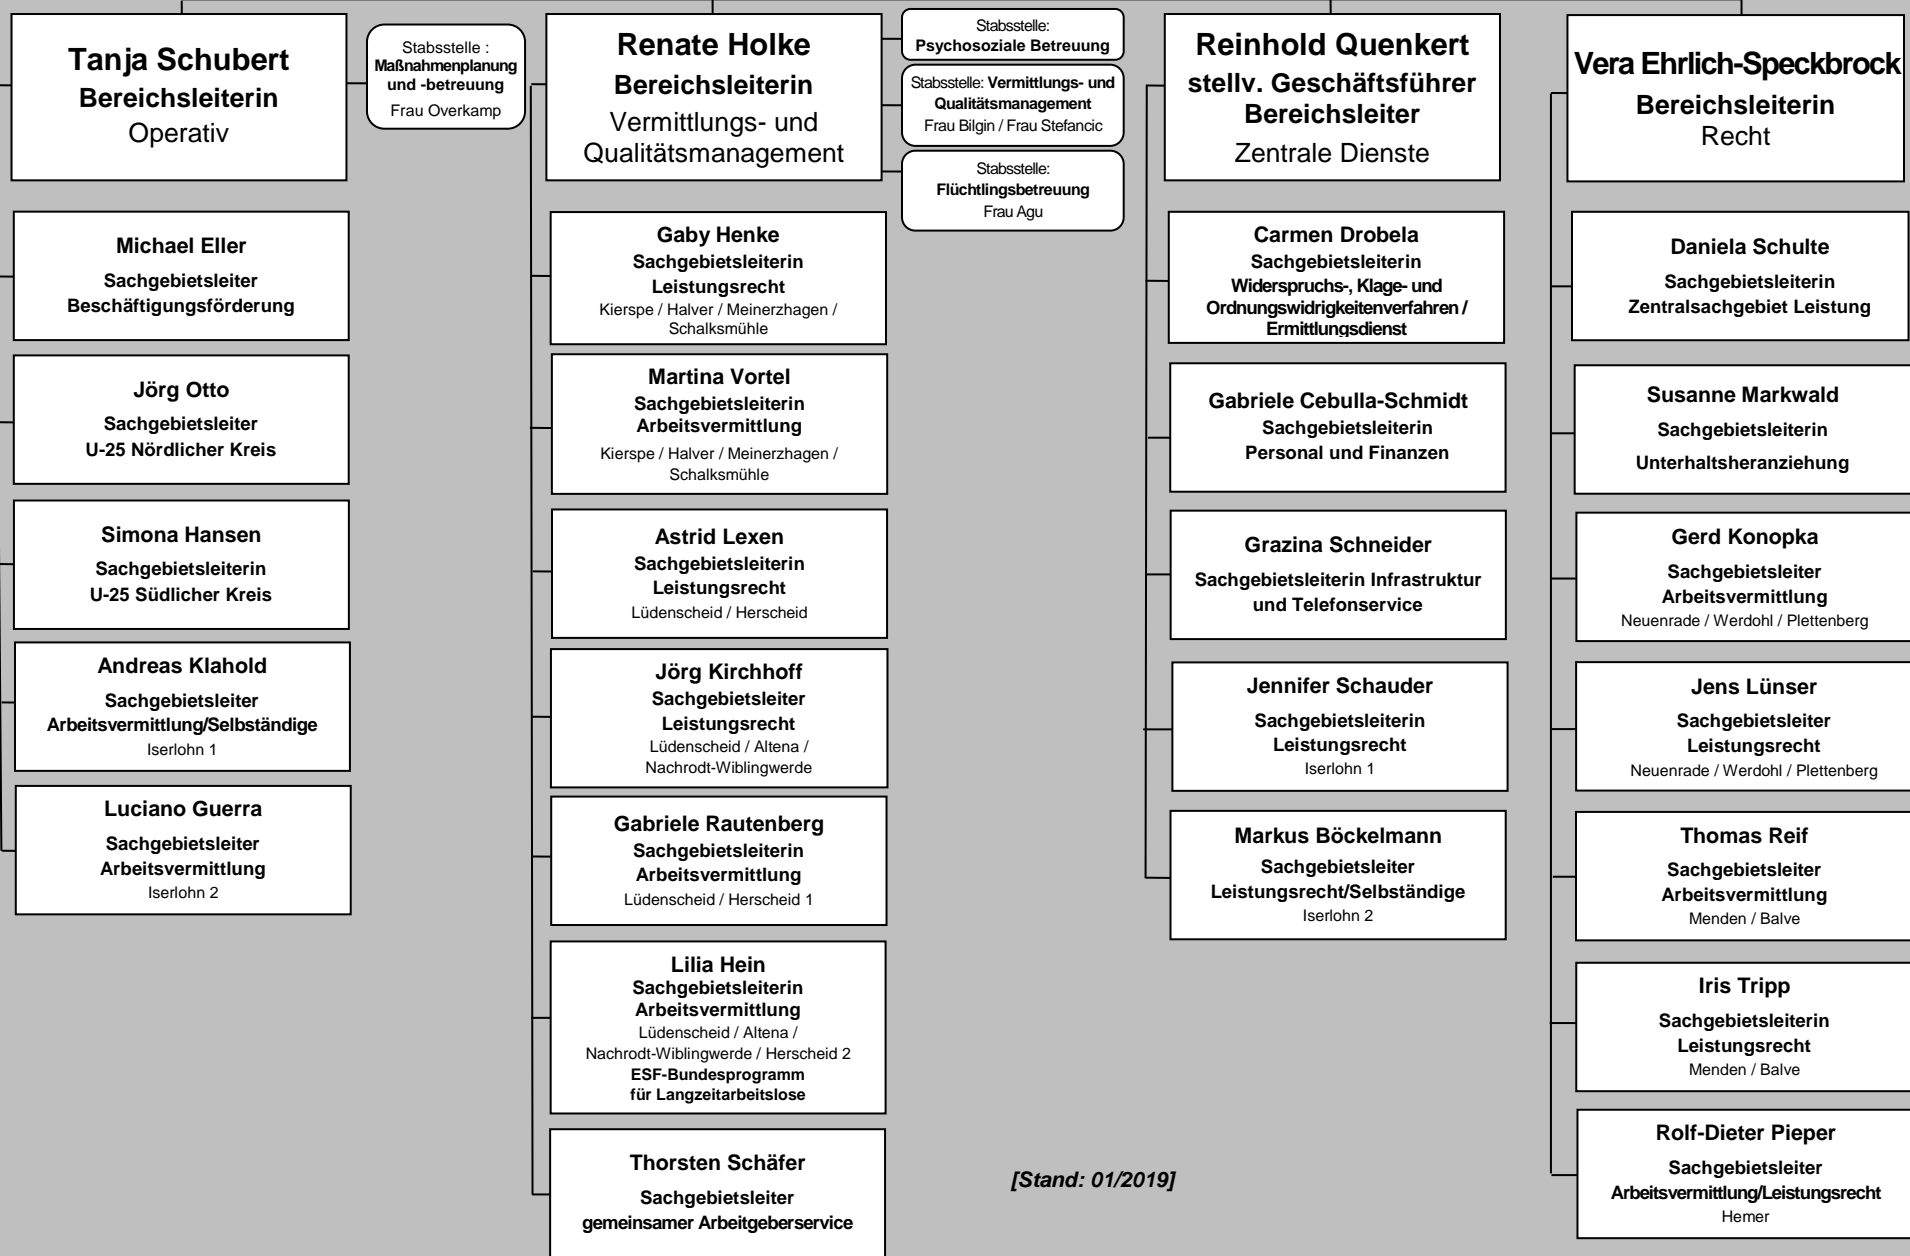 Tanja Schubert
Bereichsleiterin
Operativ
Stabsstelle :
Maßnahmenplanung
und -betreuung
Frau Overkamp
Michael Eller
Sachgebietsleiter
Beschäftigungsförderung
Jörg Otto
Sachgebietsleiter
U-25 Nördlicher Kreis
Simona Hansen
Sachgebietsleiterin
U-25 Südlicher Kreis
Andreas Klahold
Sachgebietsleiter
Arbeitsvermittlung/Selbständige
Iserlohn 1
Luciano Guerra
Sachgebietsleiter
Arbeitsvermittlung
Iserlohn 2
Renate Holke
Bereichsleiterin
Vermittlungs- und
Qualitätsmanagement
Stabsstelle:
Psychosoziale Betreuung
Stabsstelle: Vermittlungs- und
Qualitätsmanagement
Frau Bilgin / Frau Stefancic
Stabsstelle:
Flüchtlingsbetreuung
Frau Agu
Gaby Henke
Sachgebietsleiterin
Leistungsrecht
Kierspe / Halver / Meinerzhagen /
Schalksmühle
Martina Vortel
Sachgebietsleiterin
Arbeitsvermittlung
Kierspe / Halver / Meinerzhagen /
Schalksmühle
Astrid Lexen
Sachgebietsleiterin
Leistungsrecht
Lüdenscheid / Herscheid
Jörg Kirchhoff
Sachgebietsleiter
Leistungsrecht
Lüdenscheid / Altena /
Nachrodt-Wiblingwerde
Gabriele Rautenberg
Sachgebietsleiterin
Arbeitsvermittlung
Lüdenscheid / Herscheid 1
Lilia Hein
Sachgebietsleiterin
Arbeitsvermittlung
Lüdenscheid / Altena /
Nachrodt-Wiblingwerde / Herscheid 2
ESF-Bundesprogramm
für Langzeitarbeitslose
Thorsten Schäfer
Sachgebietsleiter
gemeinsamer Arbeitgeberservice
Reinhold Quenkert
stellv. Geschäftsführer
Bereichsleiter
Zentrale Dienste
Carmen Drobela
Sachgebietsleiterin
Widerspruchs-, Klage- und
Ordnungswidrigkeitenverfahren /
Ermittlungsdienst
Gabriele Cebulla-Schmidt
Sachgebietsleiterin
Personal und Finanzen
Grazina Schneider
Sachgebietsleiterin Infrastruktur
und Telefonservice
Jennifer Schauder
Sachgebietsleiterin
Leistungsrecht
Iserlohn 1
Markus Böckelmann
Sachgebietsleiter
Leistungsrecht/Selbständige
Iserlohn 2
[Stand: 01/2019]
Vera Ehrlich-Speckbrock
Bereichsleiterin
Recht
Daniela Schulte
Sachgebietsleiterin
Zentralsachgebiet Leistung
Susanne Markwald
Sachgebietsleiterin
Unterhaltsheranziehung
Gerd Konopka
Sachgebietsleiter
Arbeitsvermittlung
Neuenrade / Werdohl / Plettenberg
Jens Lünser
Sachgebietsleiter
Leistungsrecht
Neuenrade / Werdohl / Plettenberg
Thomas Reif
Sachgebietsleiter
Arbeitsvermittlung
Menden / Balve
Iris Tripp
Sachgebietsleiterin
Leistungsrecht
Menden / Balve
Rolf-Dieter Pieper
Sachgebietsleiter
Arbeitsvermittlung/Leistungsrecht
Hemer